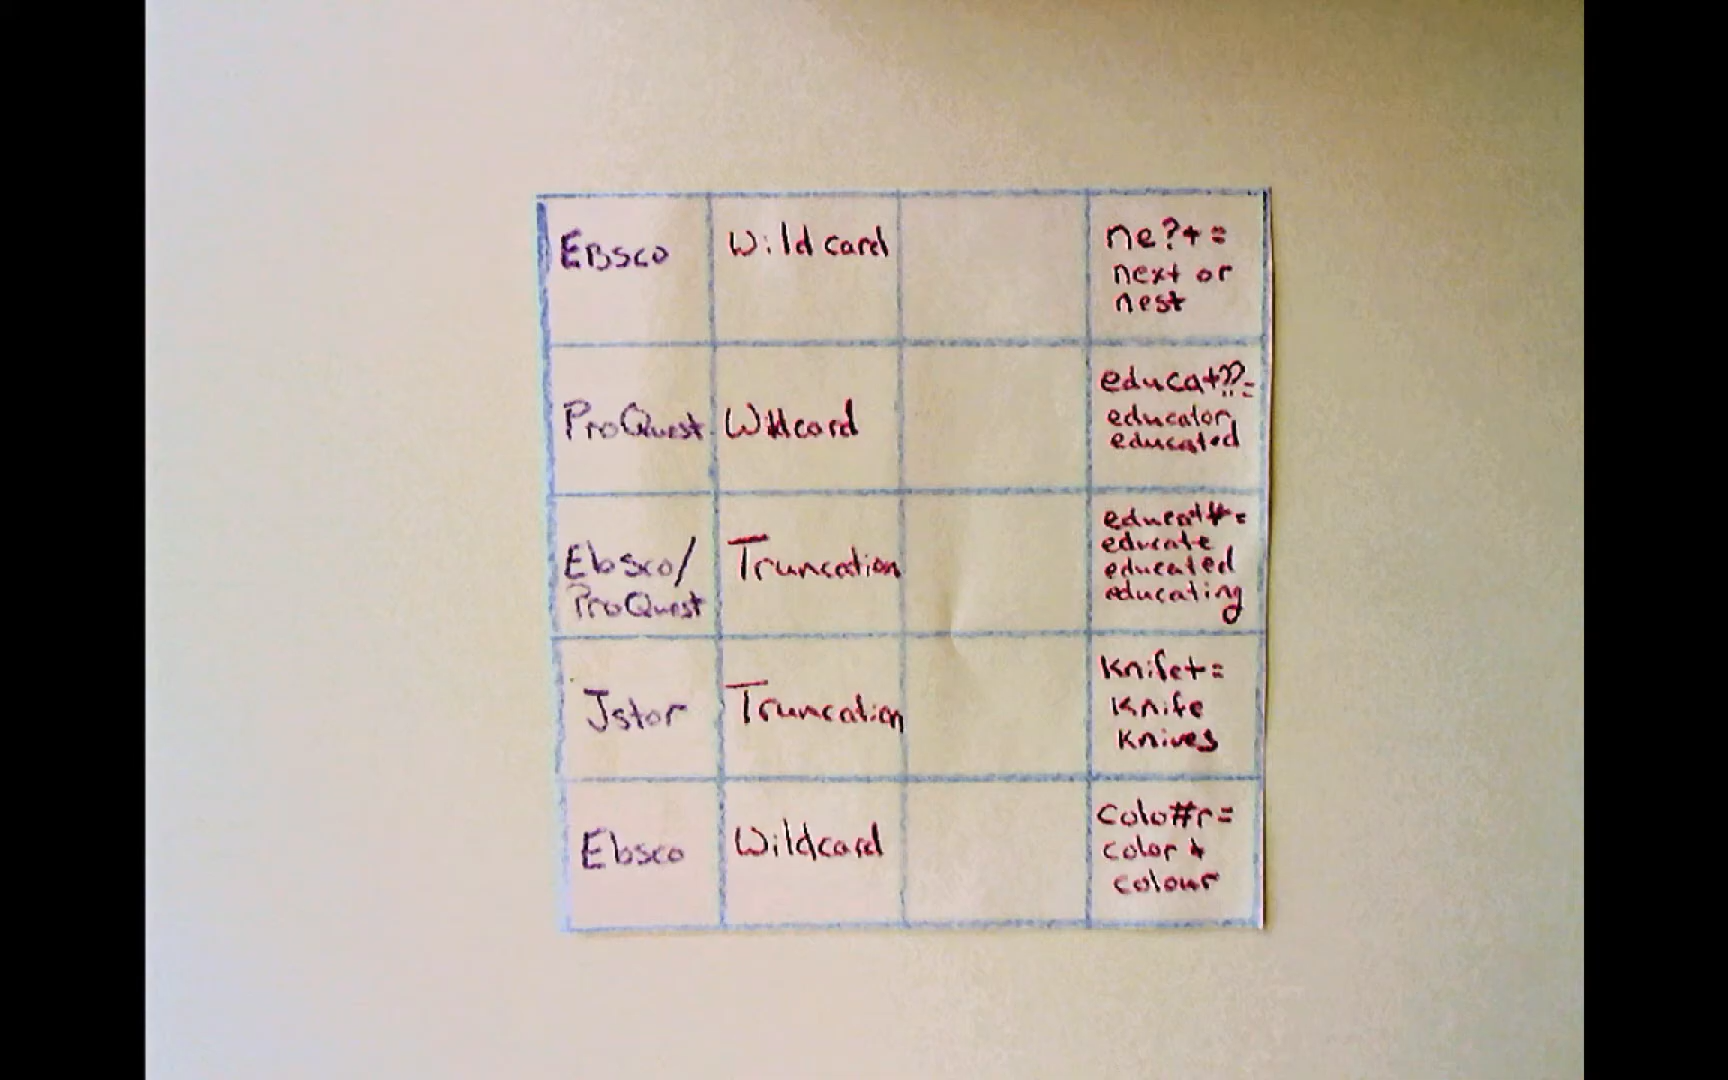 EBSCO
Wildcard
ne?t =
next or
nest
ProQuest
Wildcard
educat?? =
educator
educated
Ebsco/
ProQuest
Truncation
educate
educated
educating
Jstor
Truncation
knife+ =
knife
knives
Ebsco
Wildcard
colo#r =
color +
colour